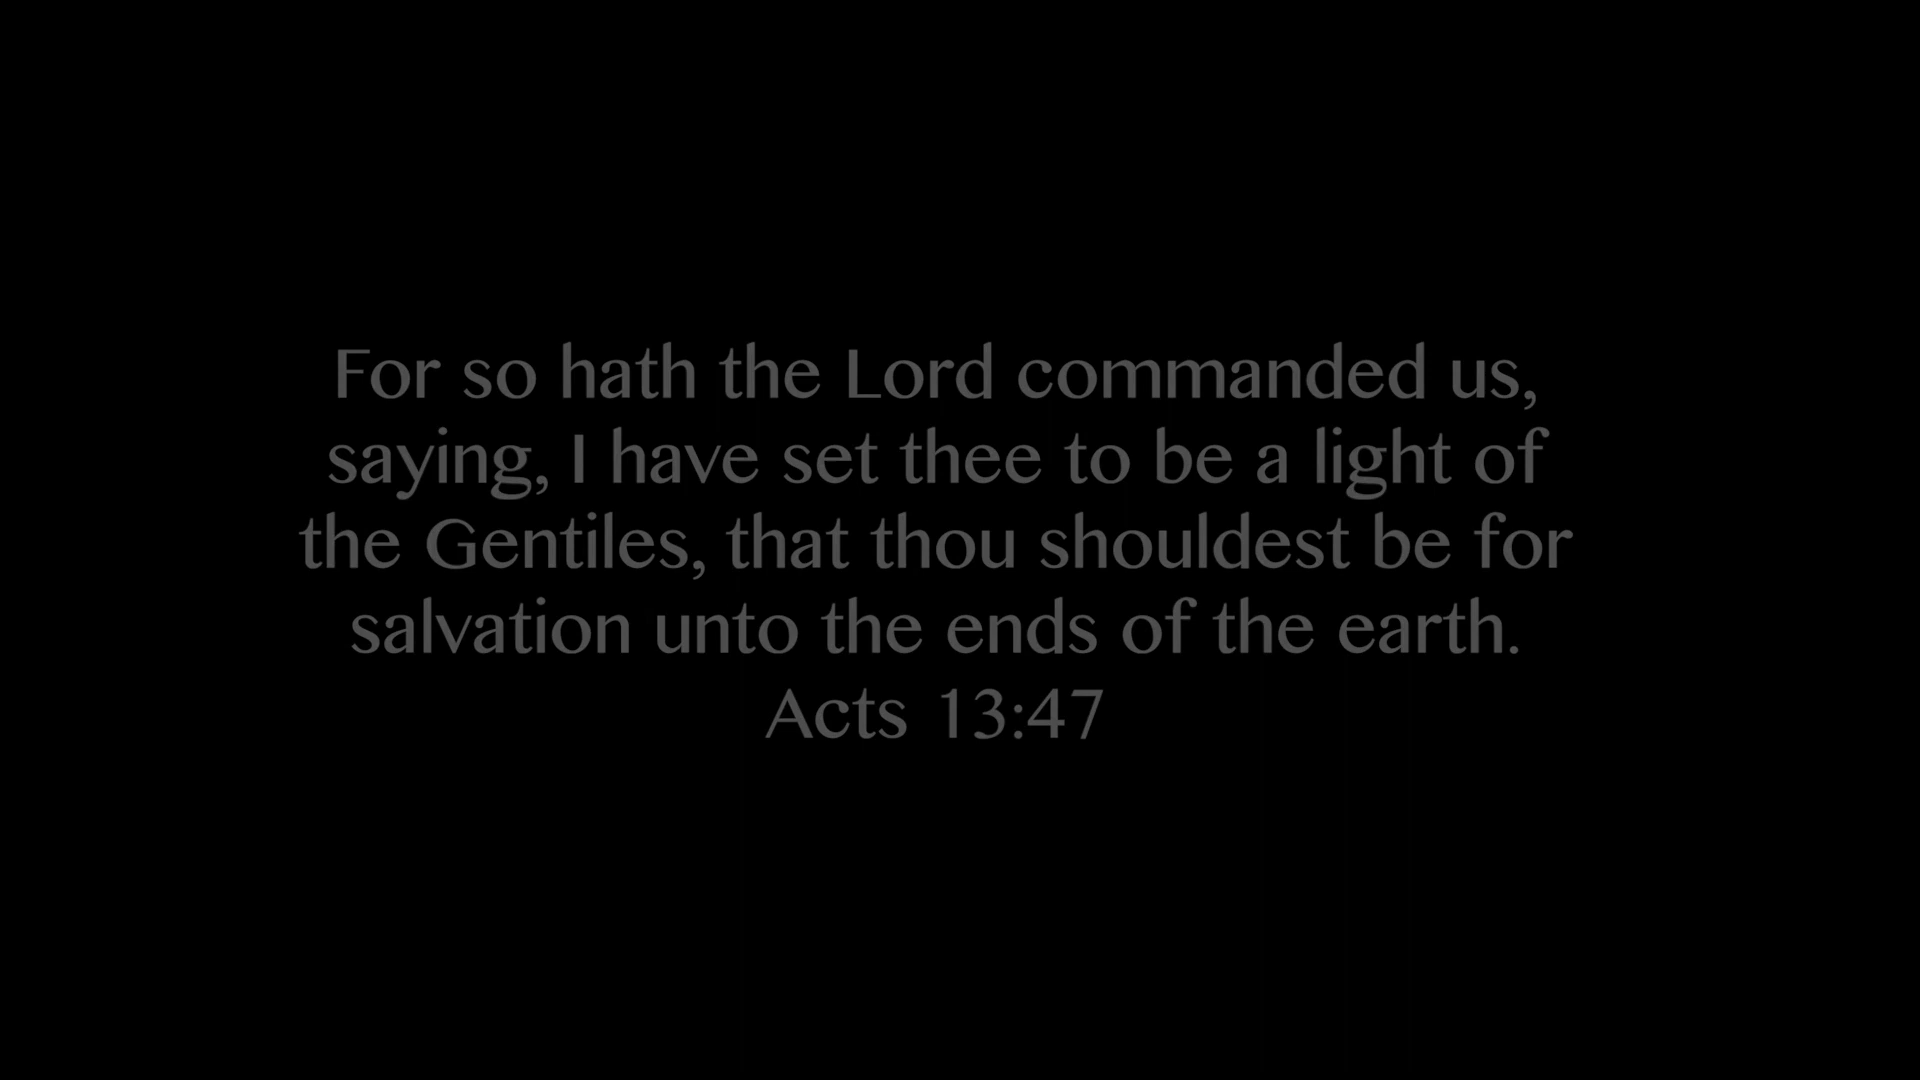 For so hath the Lord commanded us,
saying, I have set thee to be a light of
the Gentiles, that thou shouldest be for
salvation unto the ends of the earth.
Acts 13:47